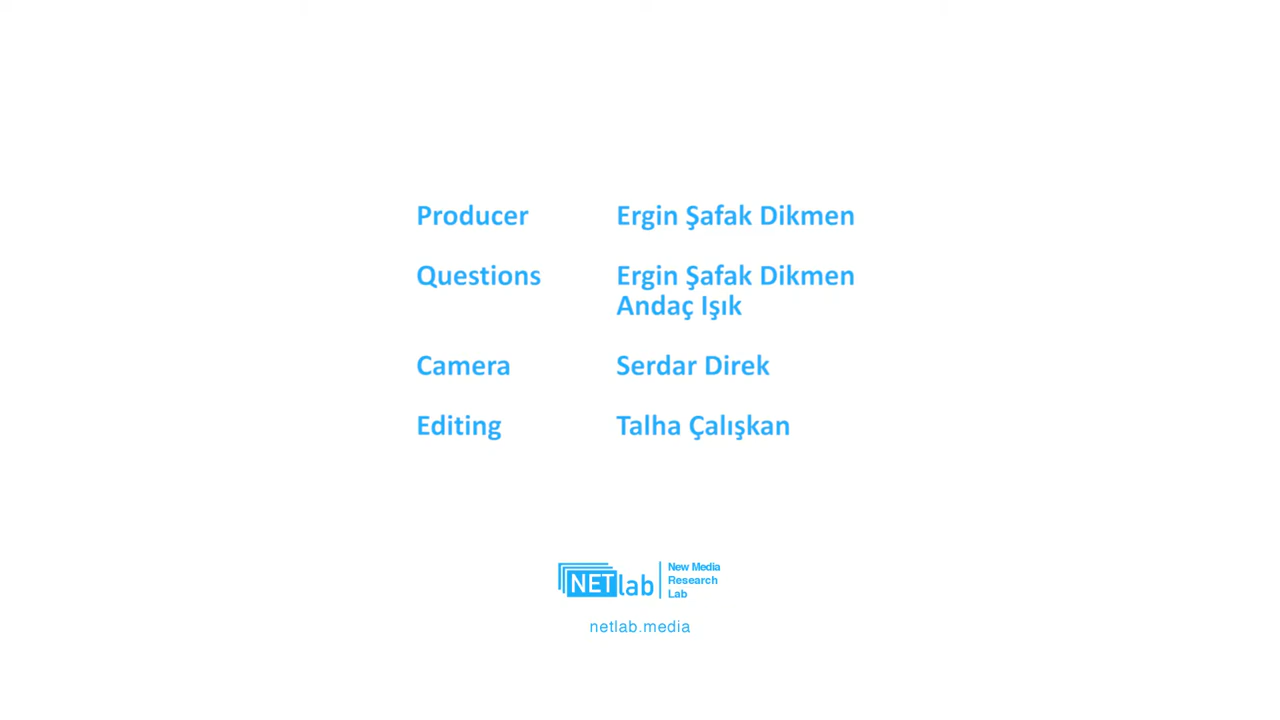 Producer Ergin Şafak Dikmen
Questions Ergin Şafak Dikmen
Andaç Işık
Camera Serdar Direk
Editing Talha Çalışkan
NETlab New Media
Research
Lab
netlab.media